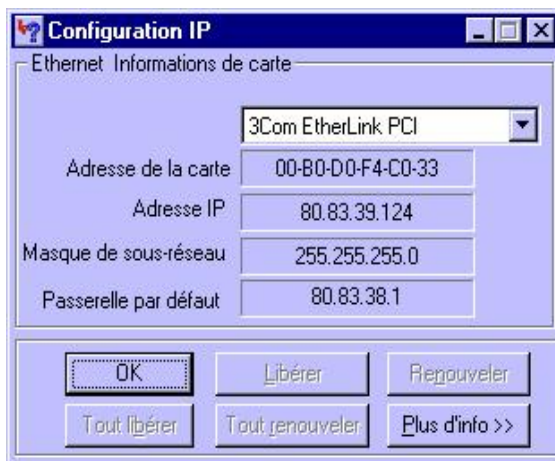 Configuration IP
Ethernet Informations de carte
3Com EtherLink PCI
Adresse de la carte 00-B0-D0-F4-C0-33
Adresse IP 80.83.39.124
Masque de sous-réseau 255.255.255.0
Passerelle par défaut 80.83.38.1
OK Libérer Renouveler
Tout libérer Tout renouveler Plus d'info >>